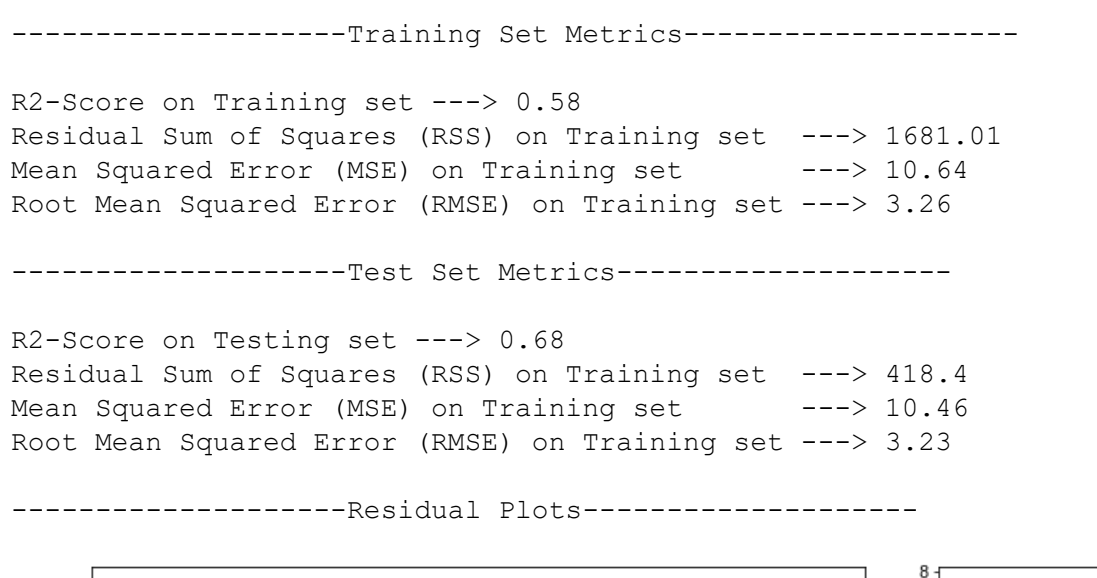 --------------------Training Set Metrics--------------------
R2-Score on Training set ---> 0.58
Residual Sum of Squares (RSS) on Training set  ---> 1681.01
Mean Squared Error (MSE) on Training set       ---> 10.64
Root Mean Squared Error (RMSE) on Training set ---> 3.26
--------------------Test Set Metrics--------------------
R2-Score on Testing set ---> 0.68
Residual Sum of Squares (RSS) on Training set  ---> 418.4
Mean Squared Error (MSE) on Training set       ---> 10.46
Root Mean Squared Error (RMSE) on Training set ---> 3.23
--------------------Residual Plots--------------------
8